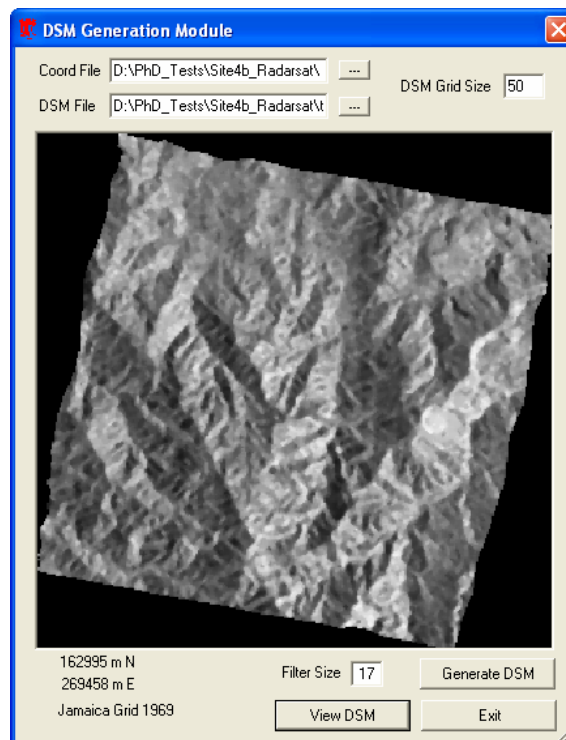 DSM Generation Module
Coord File D:\PhD_Tests\Site4b_Radarsat\ ...
DSM Grid Size 50
DSM File D:\PhD_Tests\Site4b_Radarsat\t ...
162995 m N
269458 m E
Jamaica Grid 1969
Filter Size 17 Generate DSM
View DSM Exit